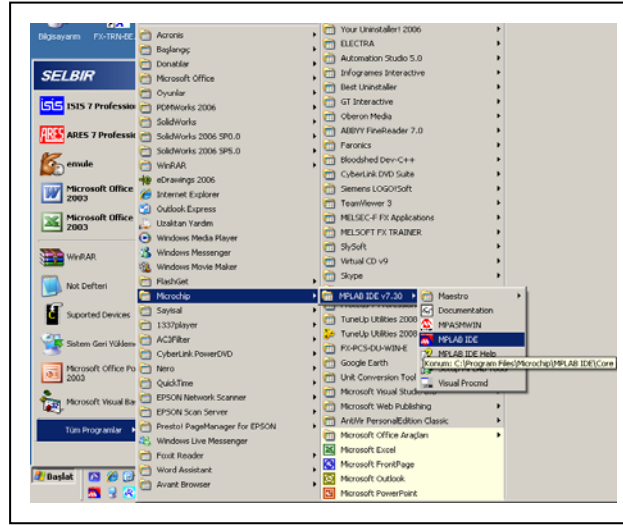 Bilgisayarım
FX-TRN-BE
SELBIR
ISIS 7 Profession
ARES 7 Professic
emule
Microsoft Office
2003
Microsoft Office
2003
WinRAR
Not Defteri
Suported Devices
Sistem Geri Yüklem
Microsoft Office Po
2003
Microsoft Visual Ba
Tüm Programlar
Başlat
Acronis
Başlangıç
Donatılar
Microsoft Office
Oyunlar
PDMWorks 2006
SolidWorks
SolidWorks 2006 SP0.0
SolidWorks 2006 SP5.0
WinRAR
eDrawings 2006
Internet Explorer
Outlook Express
Uzaktan Yardım
Windows Media Player
Windows Messenger
Windows Movie Maker
FlashGet
Microchip
Sayisal
1337player
AC3Filter
CyberLink PowerDVD
Nero
QuickTime
EPSON Network Scanner
EPSON Scan Server
Presto! PageManager for EPSON
Windows Live Messenger
Foxit Reader
Word Assistant
Avant Browser
Your Uninstaller! 2006
ELECTRA
Automation Studio 5.0
Infogrames Interactive
Best Uninstaller
GT Interactive
Oberon Media
ABBYY FineReader 7.0
Faronics
Bloodshed Dev-C++
CyberLink DVD Suite
Siemens LOGO!Soft
TeamViewer 3
MELSEC-F FX Applications
MELSOFT FX TRAINER
SlySoft
Virtual CD v9
Skype
MPLAB IDE v7.30
TuneUp Utilities 2008
TuneUp Utilities 2008
FX-PCS-DU-WIN-E
Google Earth
Unit Conversion Tool
Microsoft Visual Studio
Microsoft Web Publishing
AntiVir PersonalEdition Classic
Microsoft Office Araçları
Microsoft Excel
Microsoft FrontPage
Microsoft Outlook
Microsoft PowerPoint
Maestro
Documentation
MPASMWIN
MPLAB IDE
MPLAB IDE Help
Konum: C:\Program Files\Microchip\MPLAB IDE\Core
Visual Procmd